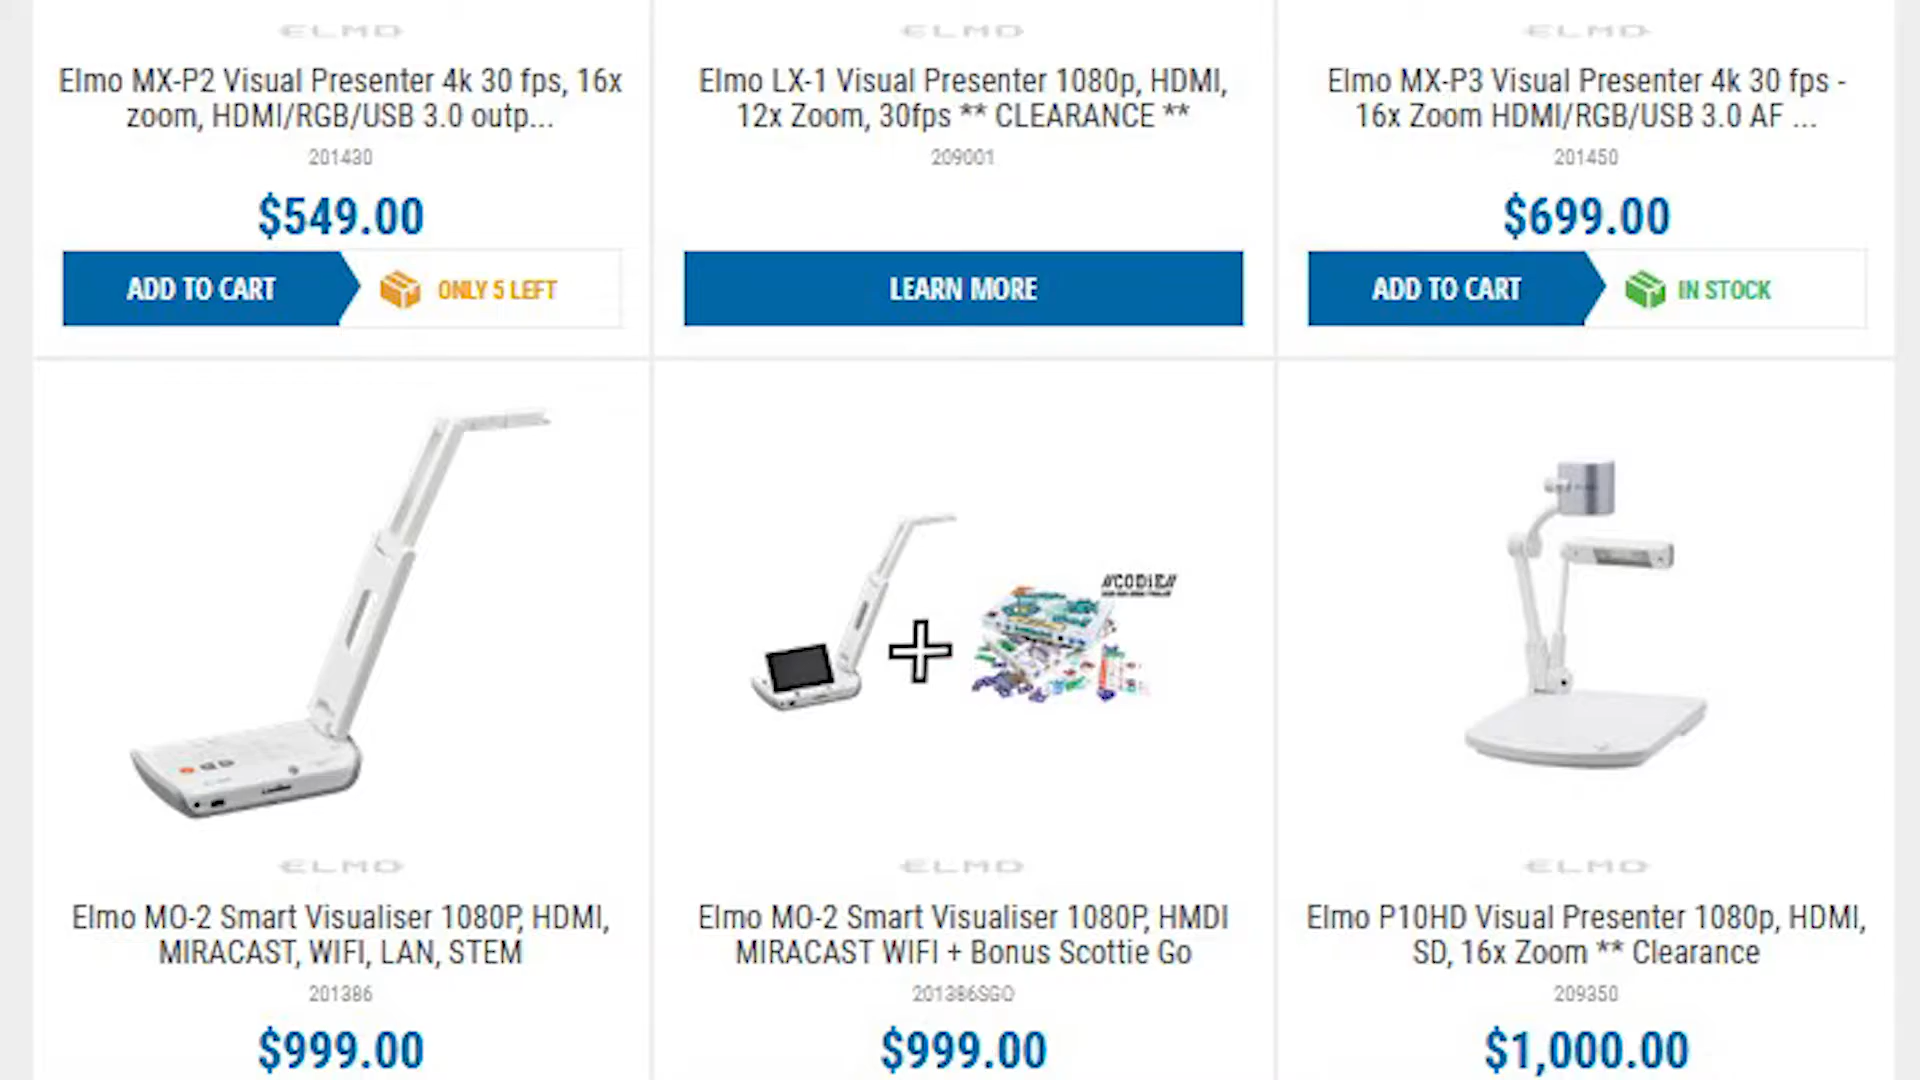 ELMO
Elmo MX-P2 Visual Presenter 4k 30 fps, 16x
zoom, HDMI/RGB/USB 3.0 outp...
201430
$549.00
ADD TO CART
ONLY 5 LEFT
ELMO
Elmo LX-1 Visual Presenter 1080p, HDMI,
12x Zoom, 30fps ** CLEARANCE **
209001
LEARN MORE
ELMO
Elmo MX-P3 Visual Presenter 4k 30 fps -
16x Zoom HDMI/RGB/USB 3.0 AF ...
201450
$699.00
ADD TO CART
IN STOCK
ELMO
Elmo MO-2 Smart Visualiser 1080P, HDMI,
MIRACAST, WIFI, LAN, STEM
201386
$999.00
//CODiE//
ELMO
Elmo MO-2 Smart Visualiser 1080P, HMDI
MIRACAST WIFI + Bonus Scottie Go
201386SGO
$999.00
ELMO
Elmo P10HD Visual Presenter 1080p, HDMI,
SD, 16x Zoom ** Clearance
209350
$1,000.00